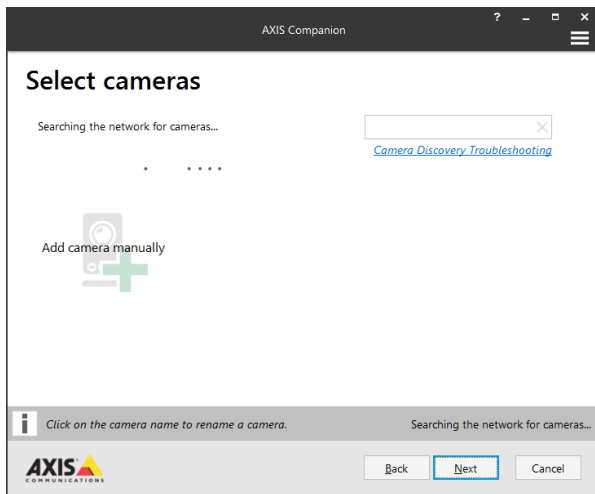 AXIS Companion
?
Select cameras
Searching the network for cameras...
Camera Discovery Troubleshooting
Add camera manually
i Click on the camera name to rename a camera.
Searching the network for cameras...
AXIS
COMMUNICATIONS
Back
Next
Cancel